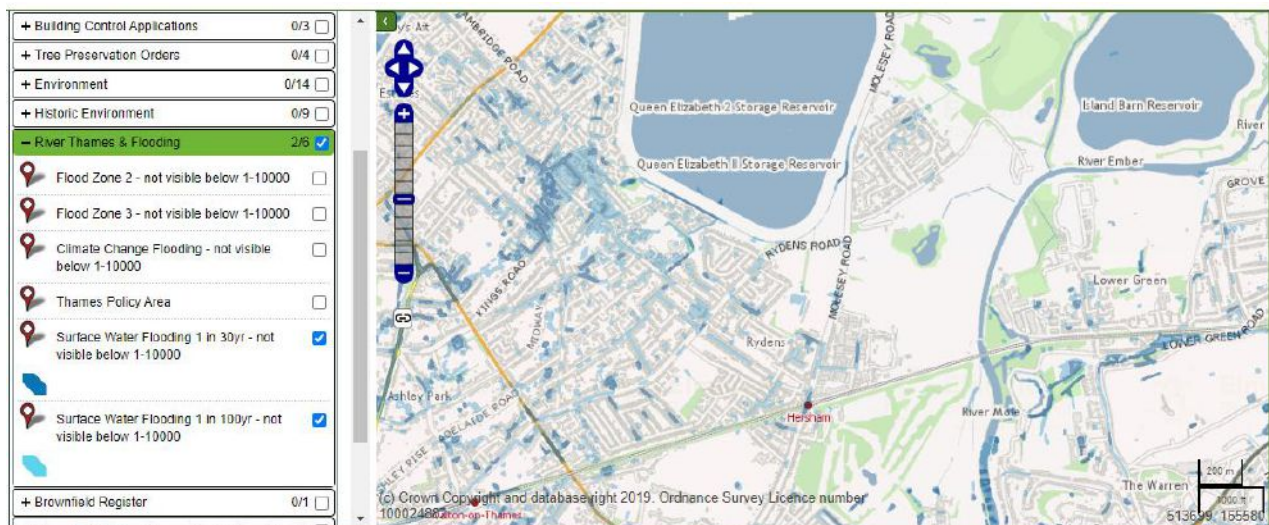 + Building Control Applications 0/3
+ Tree Preservation Orders 0/4
+ Environment 0/14
+ Historic Environment 0/9
− River Thames & Flooding 2/6
Flood Zone 2 - not visible below 1-10000
Flood Zone 3 - not visible below 1-10000
Climate Change Flooding - not visible
below 1-10000
Thames Policy Area
Surface Water Flooding 1 in 30yr - not
visible below 1-10000
Surface Water Flooding 1 in 100yr - not
visible below 1-10000
+ Brownfield Register 0/1
AMBRIDGE ROAD
MOLESEY ROAD
Queen Elizabeth 2 Storage Reservoir
Island Barn Reservoir
River
Queen Elizabeth II Storage Reservoir
River Ember
GROVE
RYDENS ROAD
MOLESEY ROAD
KINGS ROAD
Lower Green
LOWER GREEN ROAD
Rydens
Ashley Park
ADELAIDE ROAD
Hersham
River Mole
200 m
1000 ft
The Warren
(c) Crown Copyright and database right 2019. Ordnance Survey Licence number
513699, 155580